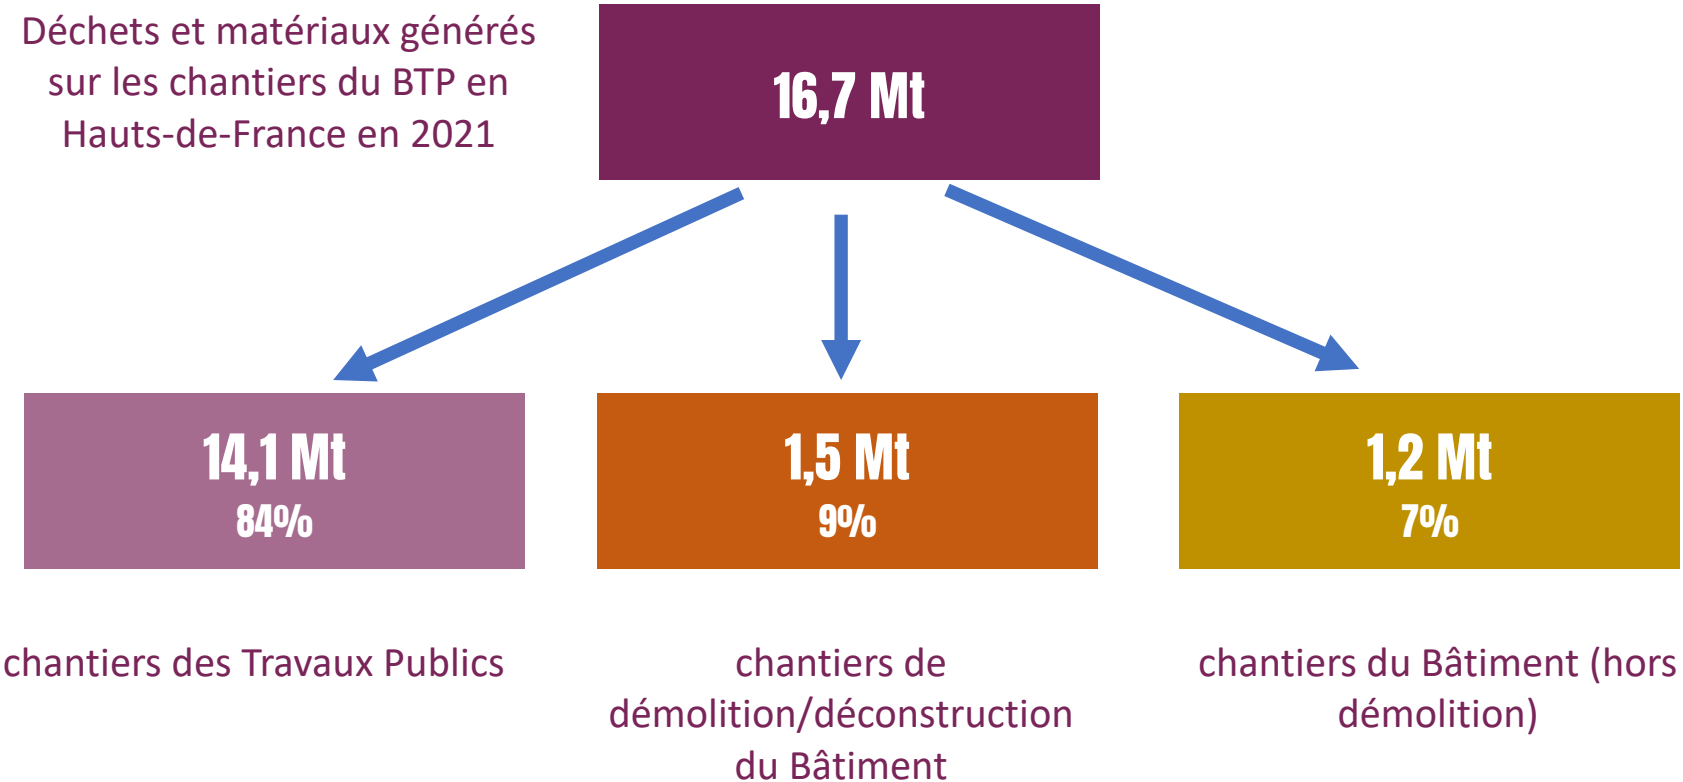 Déchets et matériaux générés
sur les chantiers du BTP en
Hauts-de-France en 2021
16,7 Mt
14,1 Mt
84%
1,5 Mt
9%
1,2 Mt
7%
chantiers des Travaux Publics
chantiers de
démolition/déconstruction
du Bâtiment
chantiers du Bâtiment (hors
démolition)